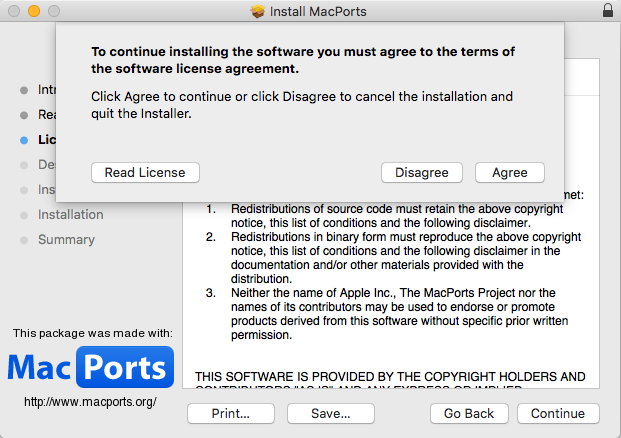 Install MacPorts
To continue installing the software you must agree to the terms of
the software license agreement.
Click Agree to continue or click Disagree to cancel the installation and
quit the Installer.
Read License
Disagree
Agree
Installation
Summary
met:
1. Redistributions of source code must retain the above copyright
notice, this list of conditions and the following disclaimer.
2. Redistributions in binary form must reproduce the above copyright
notice, this list of conditions and the following disclaimer in the
documentation and/or other materials provided with the
distribution.
3. Neither the name of Apple Inc., The MacPorts Project nor the
names of its contributors may be used to endorse or promote
products derived from this software without specific prior written
permission.
THIS SOFTWARE IS PROVIDED BY THE COPYRIGHT HOLDERS AND
CONTRIBUTORS "AS IS" AND ANY EXPRESS OR IMPLIED
This package was made with:
Mac Ports
http://www.macports.org/
Print...
Save...
Go Back
Continue